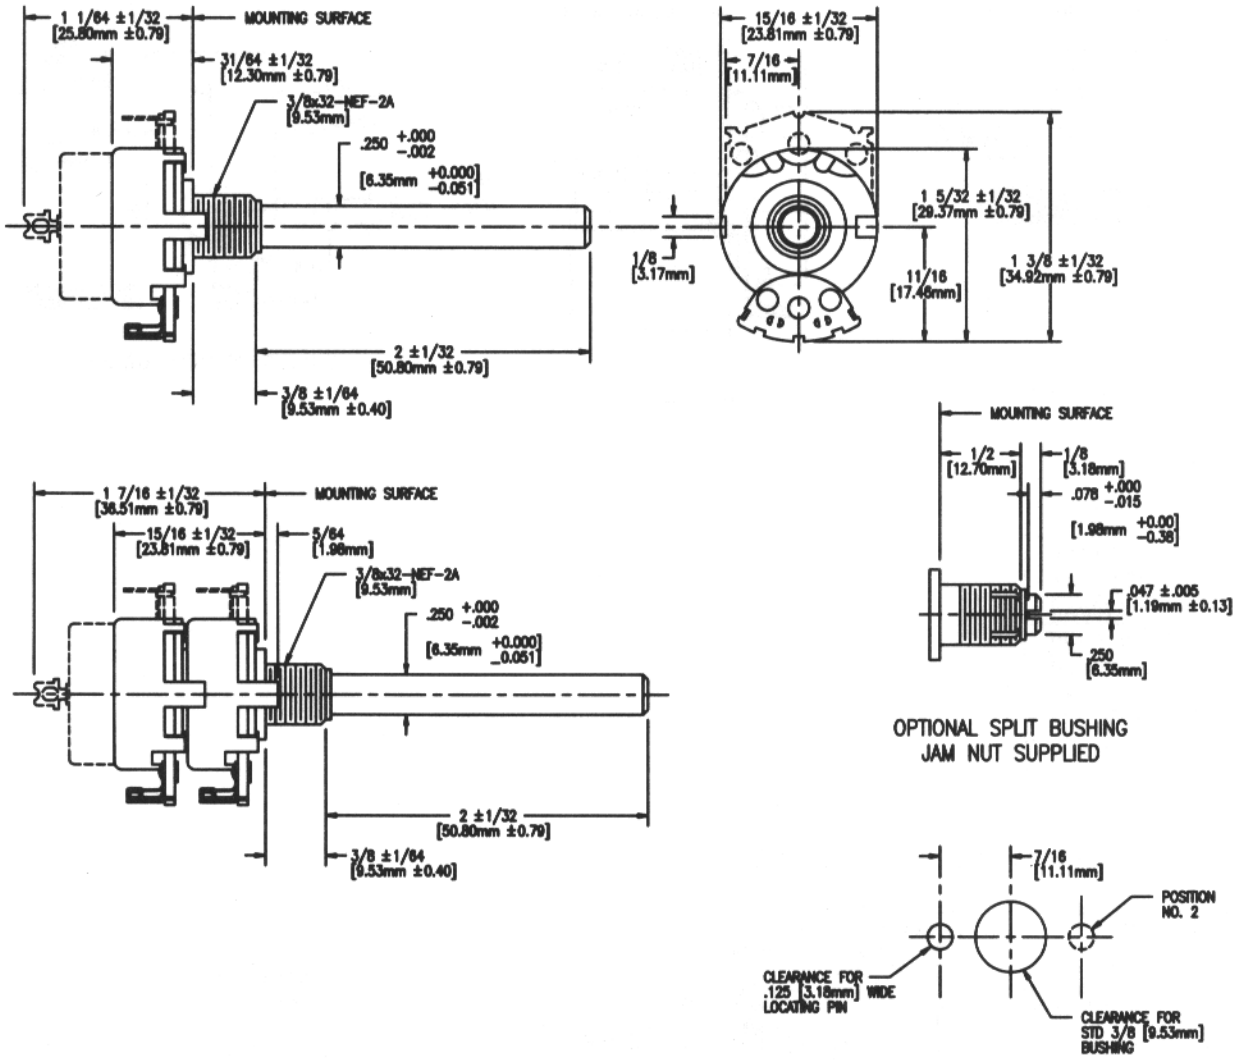 1 1/64 ±1/32
[25.80mm ±0.79]
MOUNTING SURFACE
31/64 ±1/32
[12.30mm ±0.79]
3/8x32-NEF-2A
[9.53mm]
.250 +.000
-.002
[6.35mm +0.000]
-0.051]
2 ±1/32
[50.80mm ±0.79]
3/8 ±1/64
[9.53mm ±0.40]
15/16 ±1/32
[23.81mm ±0.79]
7/16
[11.11mm]
1 5/32 ±1/32
[29.37mm ±0.79]
1 3/8 ±1/32
[34.92mm ±0.79]
1/8
[3.17mm]
11/16
[17.46mm]
MOUNTING SURFACE
1/2
[12.70mm]
1/8
[3.18mm]
.078 +.000
-.015
[1.98mm +0.00]
-0.38]
.047 ±.005
[1.19mm ±0.13]
.250
[6.35mm]
OPTIONAL SPLIT BUSHING
JAM NUT SUPPLIED
1 7/16 ±1/32
[36.51mm ±0.79]
MOUNTING SURFACE
15/16 ±1/32
[23.81mm ±0.79]
5/64
[1.98mm]
3/8x32-NEF-2A
[9.53mm]
.250 +.000
-.002
[6.35mm +0.000]
-0.051]
2 ±1/32
[50.80mm ±0.79]
3/8 ±1/64
[9.53mm ±0.40]
7/16
[11.11mm]
POSITION
NO. 2
CLEARANCE FOR
.125 [3.18mm] WIDE
LOCATING PIN
CLEARANCE FOR
STD 3/8 [9.53mm]
BUSHING